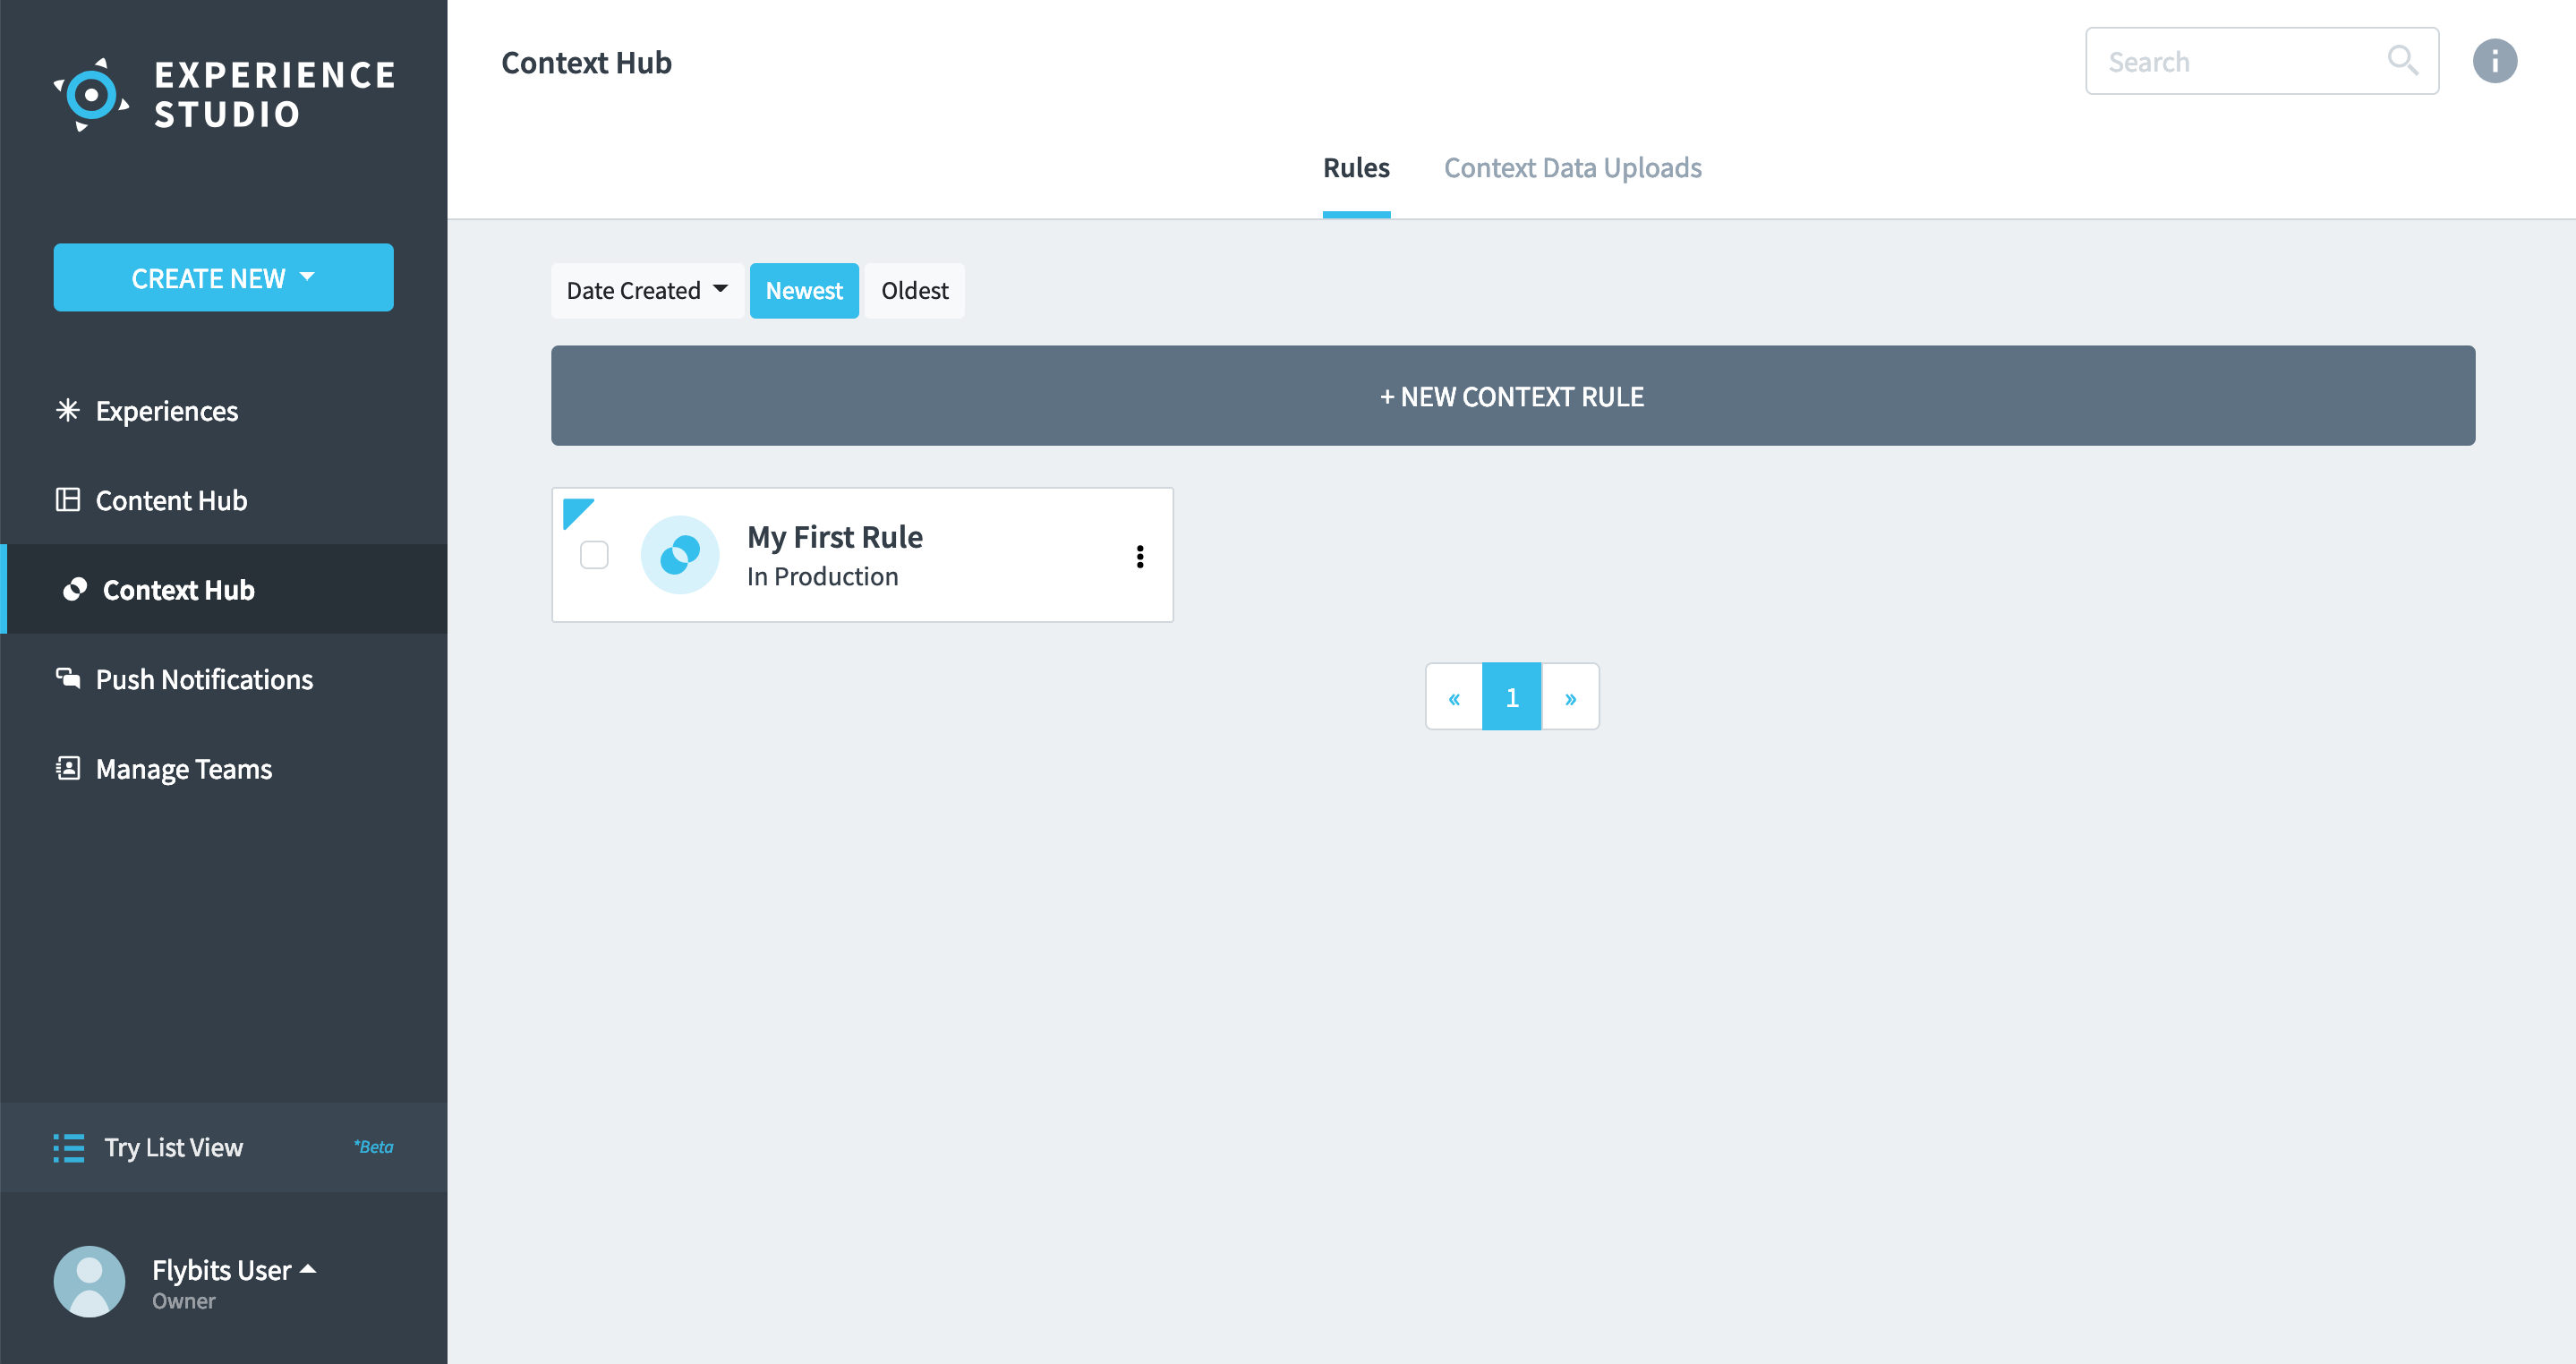 EXPERIENCE
STUDIO
CREATE NEW
Experiences
Content Hub
Context Hub
Push Notifications
Manage Teams
Try List View *Beta
Flybits User
Owner
Context Hub
Search
Rules Context Data Uploads
Date Created Newest Oldest
+ NEW CONTEXT RULE
My First Rule
In Production
« 1 »